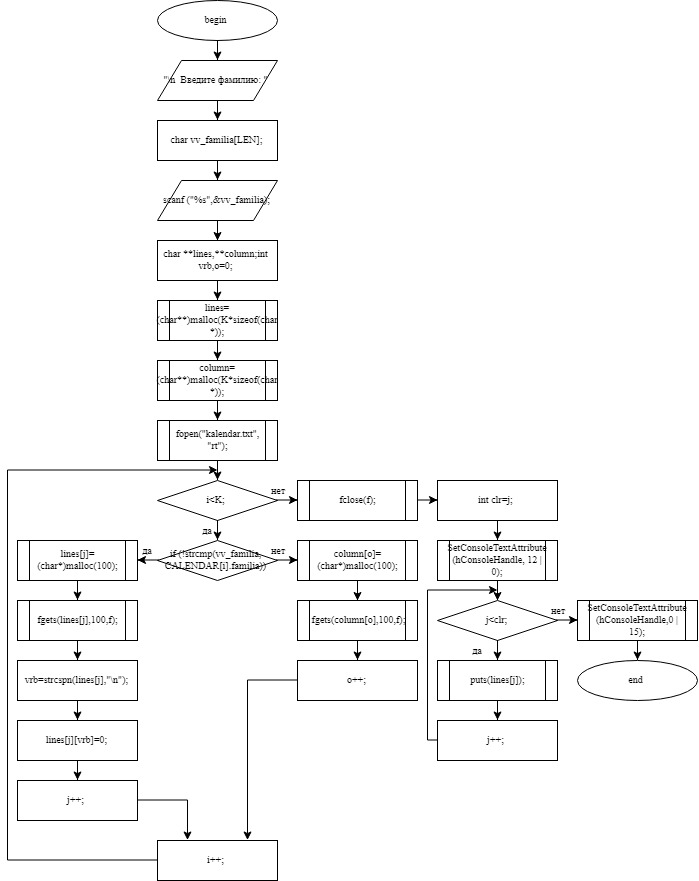 begin
"\n Введите фамилию: "
char vv_familia[LEN];
scanf ("%s",&vv_familia);
char **lines,**column;int
vrb,o=0;
lines=
(char**)malloc(K*sizeof(char
*));
column=
(char**)malloc(K*sizeof(char
*));
fopen("kalendar.txt",
"rt");
i<K;
нет
fclose(f);
int clr=j;
да
if (!strcmp(vv_familia,
CALENDAR[i].familia))
да
нет
lines[j]=
(char*)malloc(100);
column[o]=
(char*)malloc(100);
SetConsoleTextAttribute
(hConsoleHandle, 12 |
0);
fgets(lines[j],100,f);
fgets(column[o],100,f);
j<clr;
нет
SetConsoleTextAttribute
(hConsoleHandle,0 |
15);
да
vrb=strcspn(lines[j],"\n");
o++;
puts(lines[j]);
end
lines[j][vrb]=0;
j++;
j++;
i++;